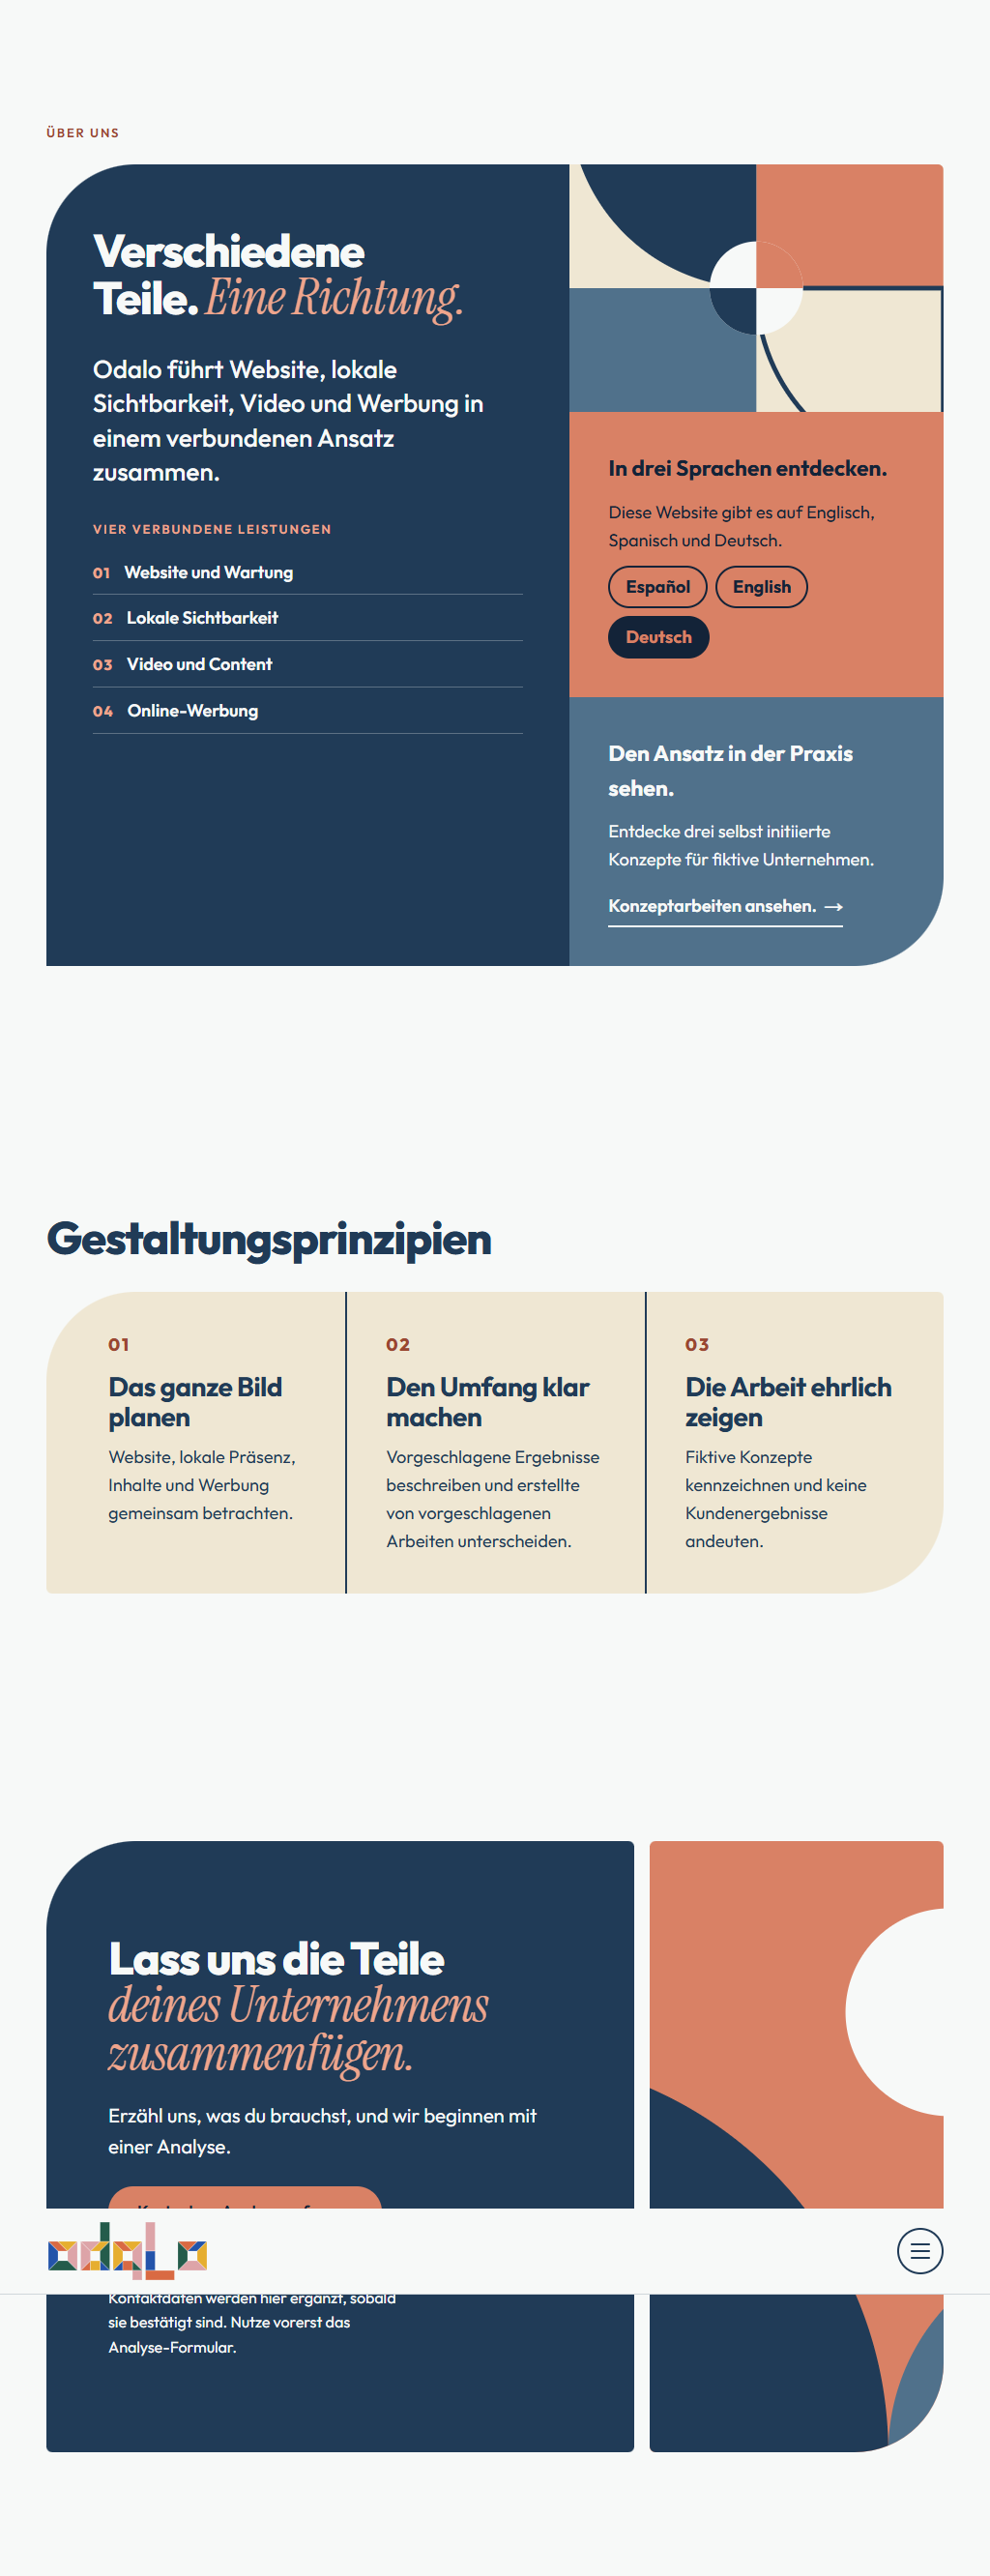 ÜBER UNS
Verschiedene
Teile. Eine Richtung.
Odalo führt Website, lokale
Sichtbarkeit, Video und Werbung in
einem verbundenen Ansatz
zusammen.
VIER VERBUNDENE LEISTUNGEN
01 Website und Wartung
02 Lokale Sichtbarkeit
03 Video und Content
04 Online-Werbung
In drei Sprachen entdecken.
Diese Website gibt es auf Englisch,
Spanisch und Deutsch.
Español English
Deutsch
Den Ansatz in der Praxis
sehen.
Entdecke drei selbst initiierte
Konzepte für fiktive Unternehmen.
Konzeptarbeiten ansehen. →
Gestaltungsprinzipien
01
Das ganze Bild
planen
Website, lokale Präsenz,
Inhalte und Werbung
gemeinsam betrachten.
02
Den Umfang klar
machen
Vorgeschlagene Ergebnisse
beschreiben und erstellte
von vorgeschlagenen
Arbeiten unterscheiden.
03
Die Arbeit ehrlich
zeigen
Fiktive Konzepte
kennzeichnen und keine
Kundenergebnisse
andeuten.
Lass uns die Teile
deines Unternehmens
zusammenfügen.
Erzähl uns, was du brauchst, und wir beginnen mit
einer Analyse.
odalo
Kontaktdaten werden hier ergänzt, sobald
sie bestätigt sind. Nutze vorerst das
Analyse-Formular.